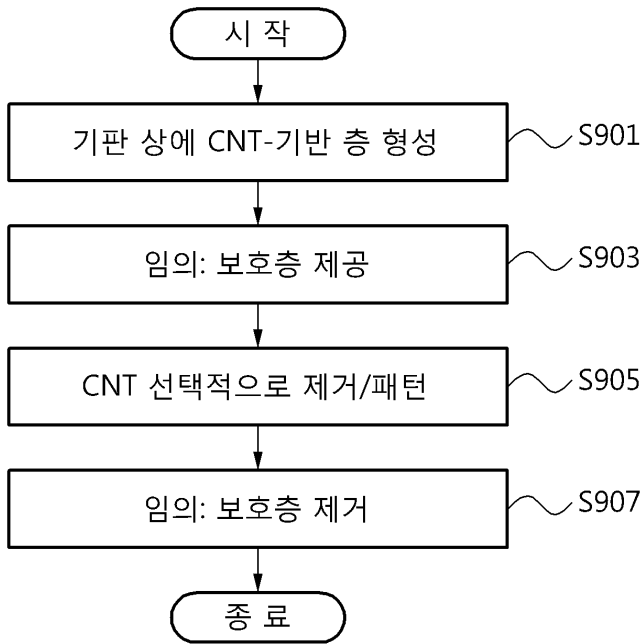 시 작
기판 상에 CNT-기반 층 형성
S901
임의: 보호층 제공
S903
CNT 선택적으로 제거/패턴
S905
임의: 보호층 제거
S907
종 료